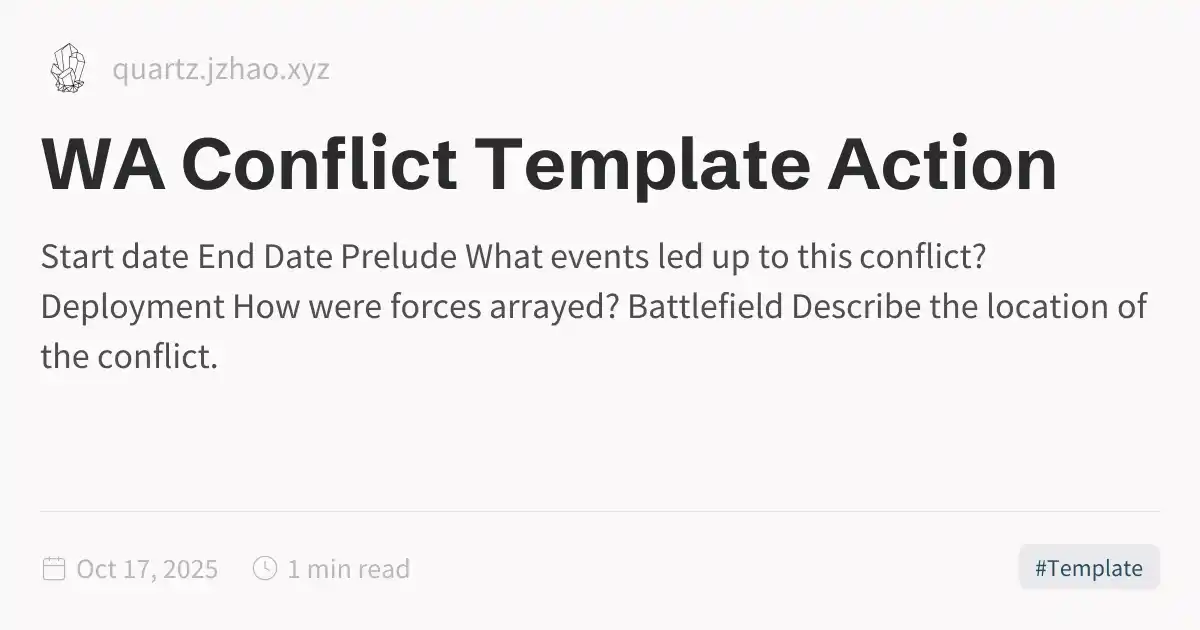 quartz.jzhao.xyz
WA Conflict Template Action
Start date End Date Prelude What events led up to this conflict?
Deployment How were forces arrayed? Battlefield Describe the location of
the conflict.
Oct 17, 2025 1 min read #Template